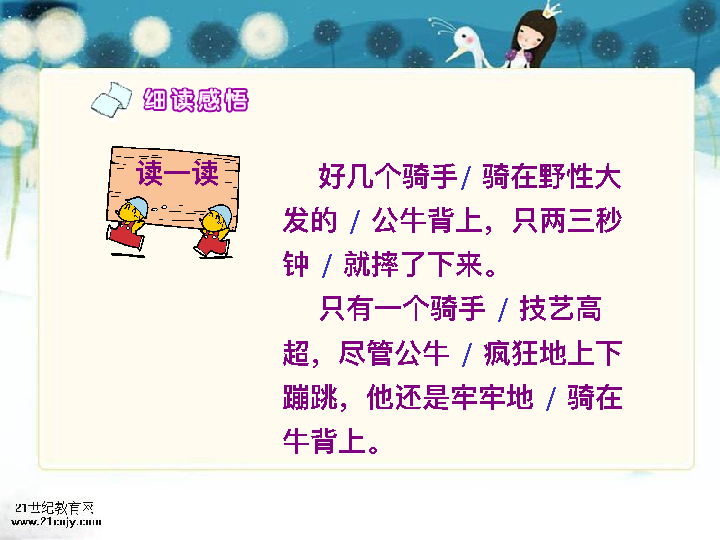 细读感悟
读一读
好几个骑手/ 骑在野性大
发的 / 公牛背上，只两三秒
钟 / 就摔了下来。
只有一个骑手 / 技艺高
超，尽管公牛 / 疯狂地上下
蹦跳，他还是牢牢地 / 骑在
牛背上。
21世纪教育网
www.21cnjy.com